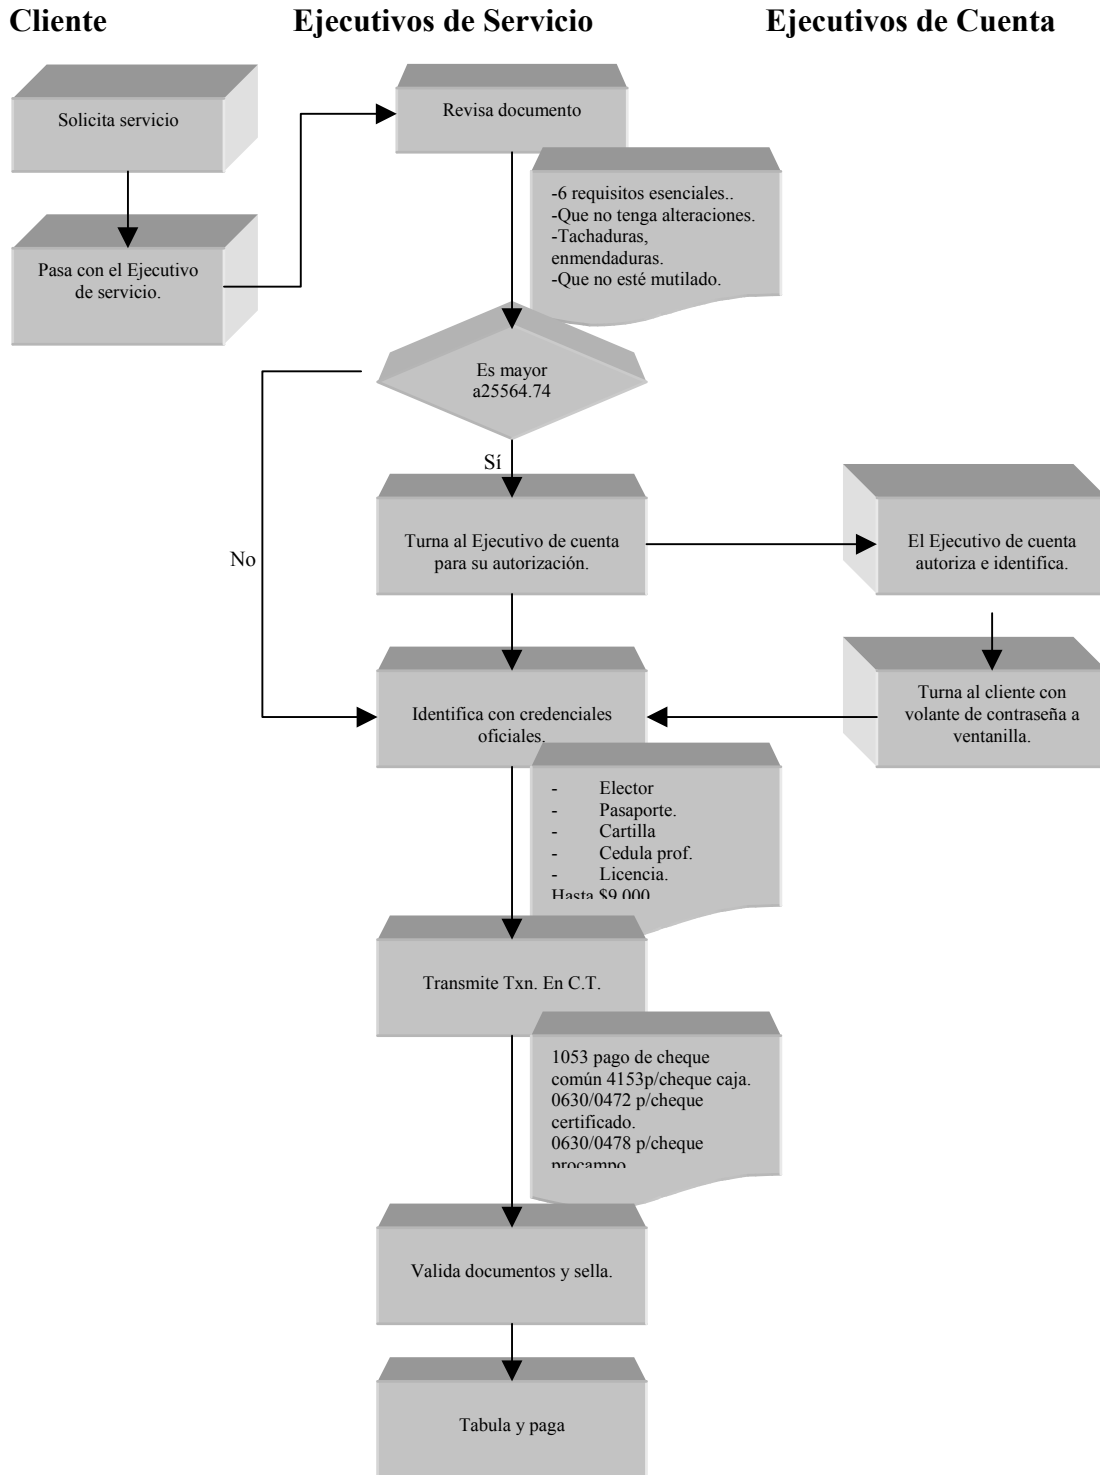 Cliente
Ejecutivos de Servicio
Ejecutivos de Cuenta
Solicita servicio
Revisa documento
-6 requisitos esenciales..
-Que no tenga alteraciones.
-Tachaduras,
enmendaduras.
-Que no esté mutilado.
Pasa con el Ejecutivo
de servicio.
Es mayor
a25564.74
Sí
No
Turna al Ejecutivo de cuenta
para su autorización.
El Ejecutivo de cuenta
autoriza e identifica.
Identifica con credenciales
oficiales.
Turna al cliente con
volante de contraseña a
ventanilla.
- Elector
- Pasaporte.
- Cartilla
- Cedula prof.
- Licencia.
Hasta $9,000
Transmite Txn. En C.T.
1053 pago de cheque
común 4153p/cheque caja.
0630/0472 p/cheque
certificado.
0630/0478 p/cheque
procampo
Valida documentos y sella.
Tabula y paga